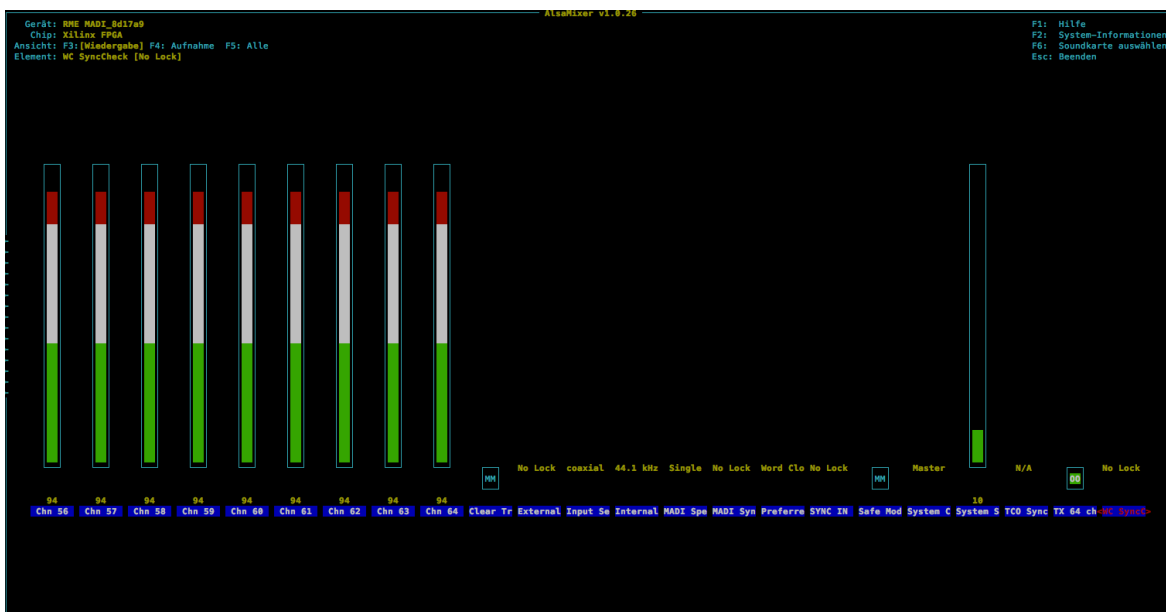 AlsaMixer v1.0.26
Gerät: RME MADI_8d17a9 F1: Hilfe
Chip: Xilinx FPGA F2: System-Informationen
Ansicht: F3:[Wiedergabe] F4: Aufnahme F5: Alle F6: Soundkarte auswählen
Element: WC SyncCheck [No Lock] Esc: Beenden
No Lock coaxial 44.1 kHz Single No Lock Word Clo No Lock Master N/A No Lock
MM MM OO
94 94 94 94 94 94 94 94 94 10
Chn 56 Chn 57 Chn 58 Chn 59 Chn 60 Chn 61 Chn 62 Chn 63 Chn 64 Clear Tr External Input Se Internal MADI Spe MADI Syn Preferre SYNC IN Safe Mod System C System S TCO Sync TX 64 ch <WC SyncC>